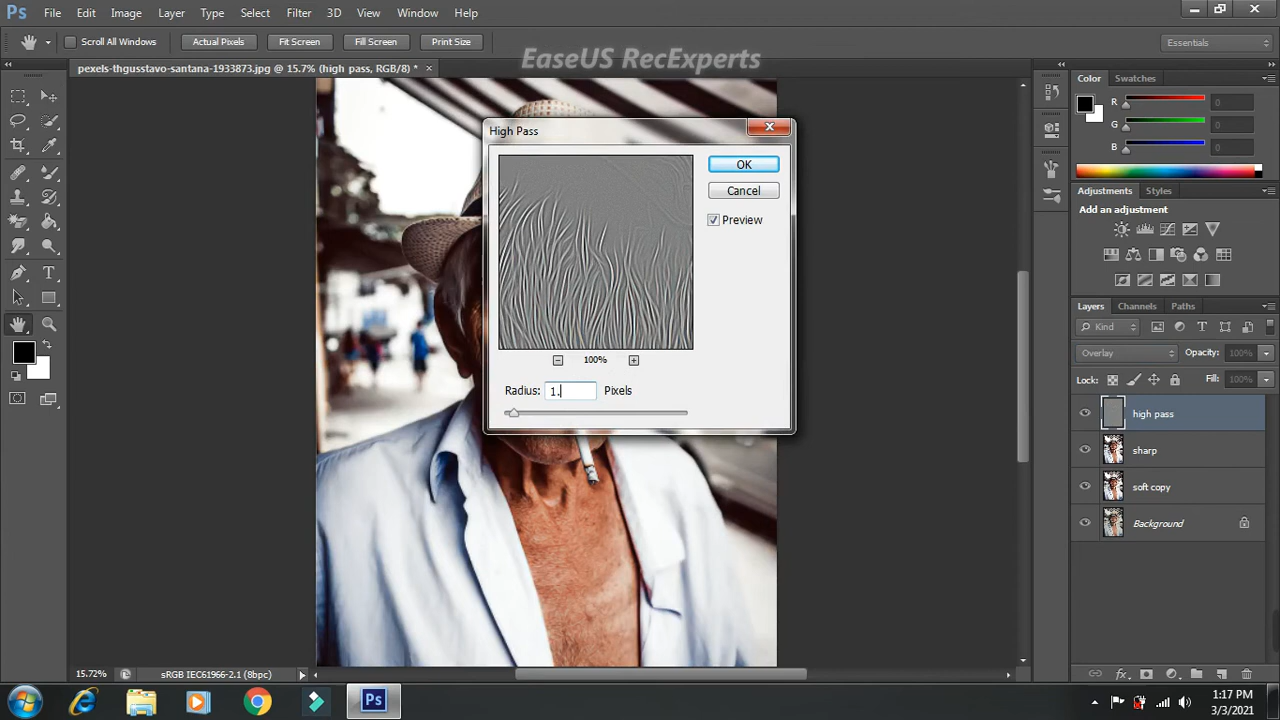 Ps File Edit Image Layer Type Select Filter 3D View Window Help
Scroll All Windows Actual Pixels Fit Screen Fill Screen Print Size Essentials
EaseUS RecExperts
pexels-thgusstavo-santana-1933873.jpg @ 15.7% (high pass, RGB/8) * ×
High Pass
OK
Cancel
Preview
100%
Radius: 1. Pixels
Color Swatches
R 0
G 0
B 0
Adjustments Styles
Add an adjustment
Layers Channels Paths
Kind
Overlay Opacity: 100%
Lock: Fill: 100%
high pass
sharp
soft copy
Background
15.72% sRGB IEC61966-2.1 (8bpc)
Ps
1:17 PM
3/3/2021